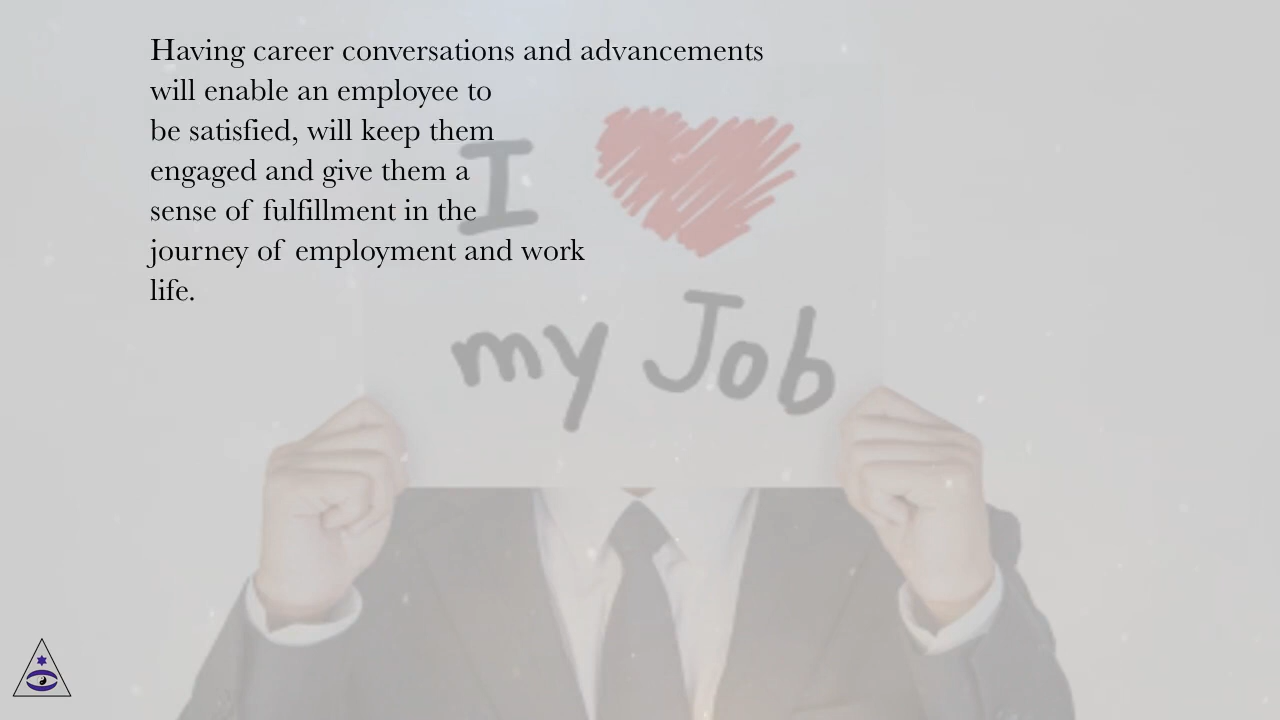 Having career conversations and advancements
will enable an employee to
be satisfied, will keep them
engaged and give them a
sense of fulfillment in the
journey of employment and work
life.
I
my Job